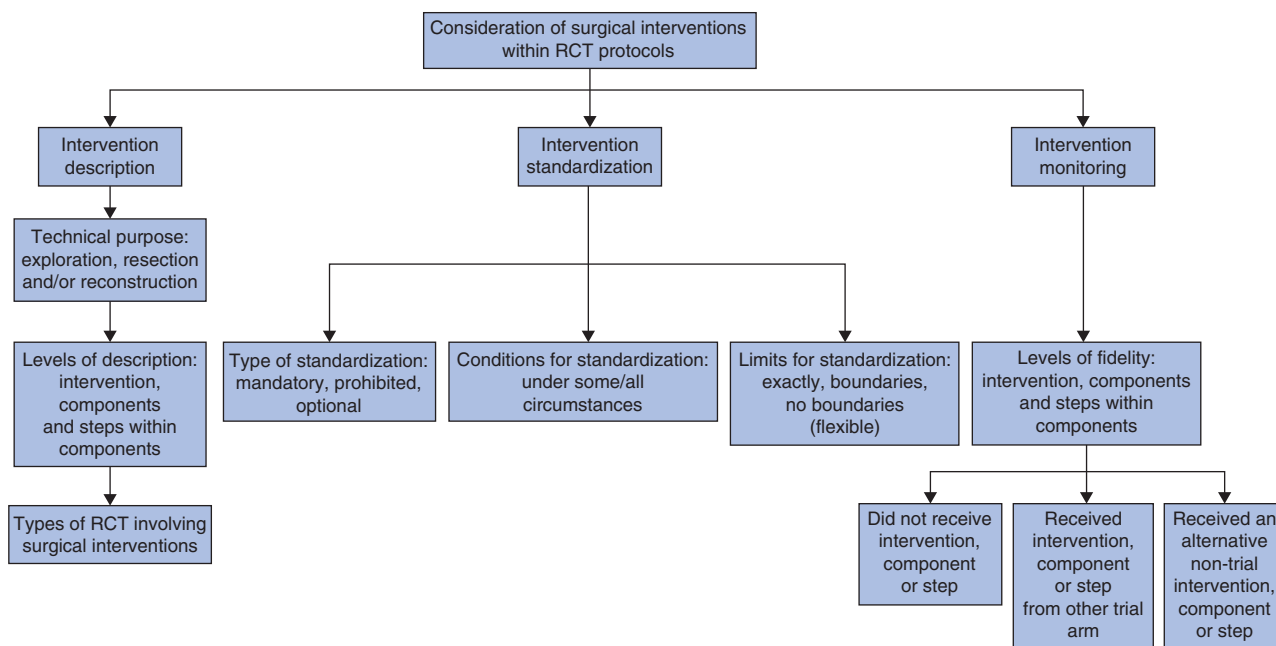 Consideration of surgical interventions
within RCT protocols
Intervention
description
Intervention
standardization
Intervention
monitoring
Technical purpose:
exploration, resection
and/or reconstruction
Levels of description:
intervention,
components
and steps within
components
Type of standardization:
mandatory, prohibited,
optional
Conditions for standardization:
under some/all
circumstances
Limits for standardization:
exactly, boundaries,
no boundaries
(flexible)
Levels of fidelity:
intervention, components
and steps within
components
Types of RCT involving
surgical interventions
Did not receive
intervention,
component
or step
Received
intervention,
component
or step
from other trial
arm
Received an
alternative
non-trial
intervention,
component
or step